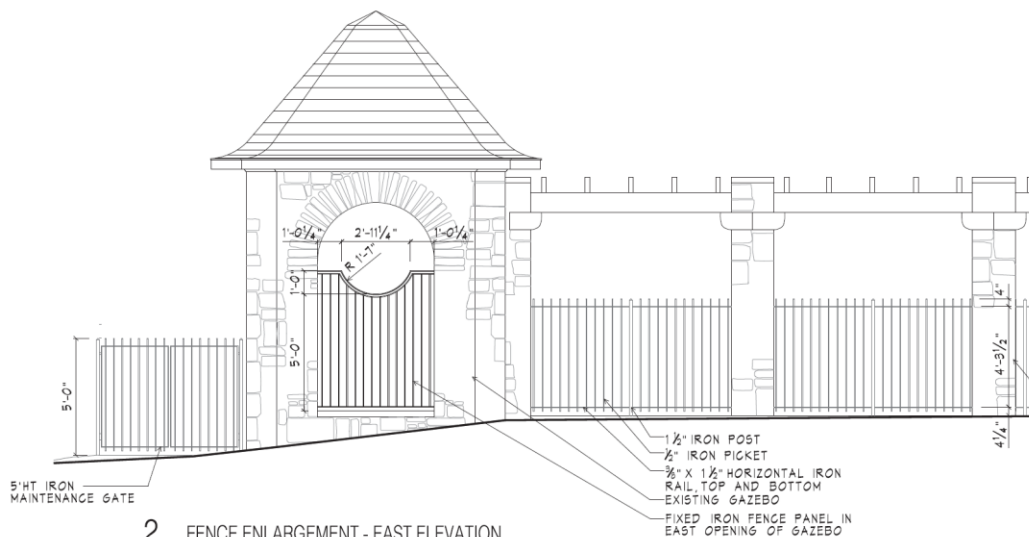 1'-0¼" 2'-11¼" 1'-0¼"
R 1'-7"
1'-0"
5'-0"
5'-0"
4"
4'-3½"
4¼"
1 ½" IRON POST
½" IRON PICKET
⅜" X 1½" HORIZONTAL IRON
RAIL, TOP AND BOTTOM
EXISTING GAZEBO
FIXED IRON FENCE PANEL IN
EAST OPENING OF GAZEBO
5'HT IRON
MAINTENANCE GATE
2 FENCE ENLARGEMENT - EAST ELEVATION